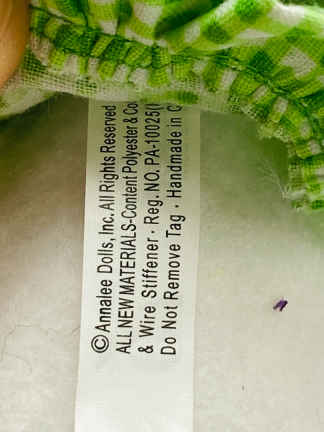 © Annalee Dolls, Inc. All Rights Reserved
ALL NEW MATERIALS-Content Polyester & Co
& Wire Stiffener · Reg. NO. PA-10025(
Do Not Remove Tag · Handmade in C